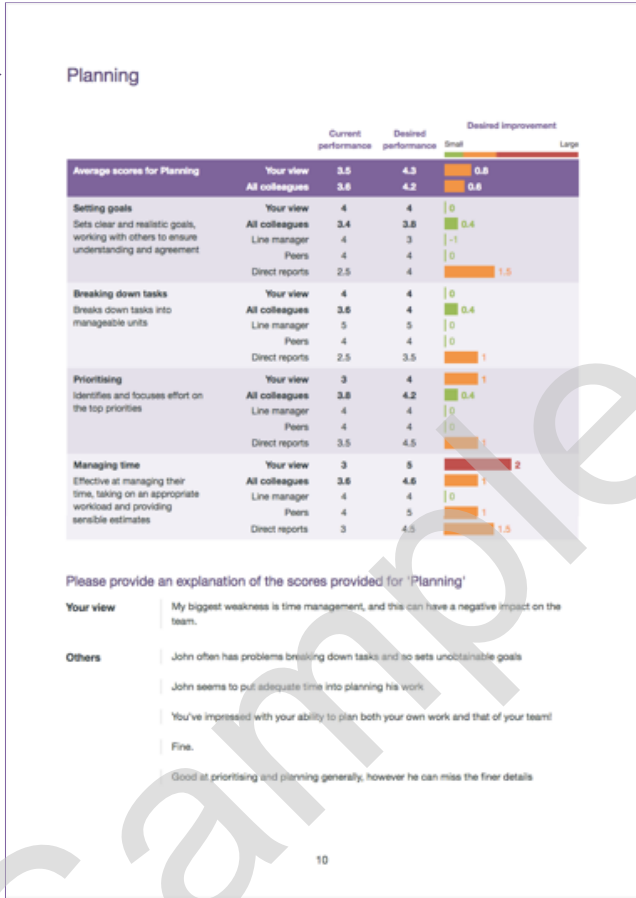 Planning
Desired improvement
Current Desired
performance performance Small Large
Average scores for Planning Your view 3.5 4.3 0.8
All colleagues 3.6 4.2 0.6
Setting goals Your view 4 4 0
Sets clear and realistic goals, All colleagues 3.4 3.8 0.4
working with others to ensure Line manager 4 3 -1
understanding and agreement Peers 4 4 0
Direct reports 2.5 4 1.5
Breaking down tasks Your view 4 4 0
Breaks down tasks into All colleagues 3.6 4 0.4
manageable units Line manager 5 5 0
Peers 4 4 0
Direct reports 2.5 3.5 1
Prioritising Your view 3 4 1
Identifies and focuses effort on All colleagues 3.8 4.2 0.4
the top priorities Line manager 4 4 0
Peers 4 4 0
Direct reports 3.5 4.5 1
Managing time Your view 3 5 2
Effective at managing their All colleagues 3.6 4.6 1
time, taking on an appropriate Line manager 4 4 0
workload and providing Peers 4 5 1
sensible estimates Direct reports 3 4.5 1.5
Please provide an explanation of the scores provided for 'Planning'
Your view My biggest weakness is time management, and this can have a negative impact on the
team.
Others John often has problems breaking down tasks and so sets unobtainable goals
John seems to put adequate time into planning his work
You've impressed with your ability to plan both your own work and that of your team!
Fine.
Good at prioritising and planning generally, however he can miss the finer details
10
Sample